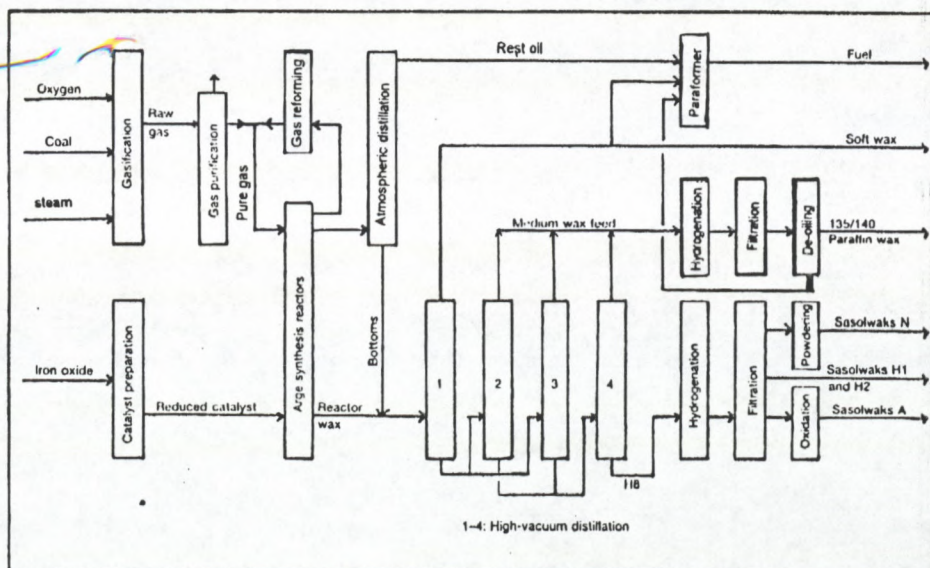 Rest oil
Fuel
Oxygen
Raw
gas
Coal
steam
Gasification
Gas purification
Pure gas
Gas reforming
Atmospheric distillation
Paraformer
Soft wax
Medium wax feed
Hydrogenation
Filtration
De-oiling
135/140
Paraffin wax
Iron oxide
Catalyst preparation
Reduced catalyst
Arge synthesis reactors
Reactor
wax
Bottoms
1
2
3
4
H8
Hydrogenation
Filtration
Powdering
Oxidation
Sasolwaks N
Sasolwaks H1
and H2
Sasolwaks A
1–4: High-vacuum distillation